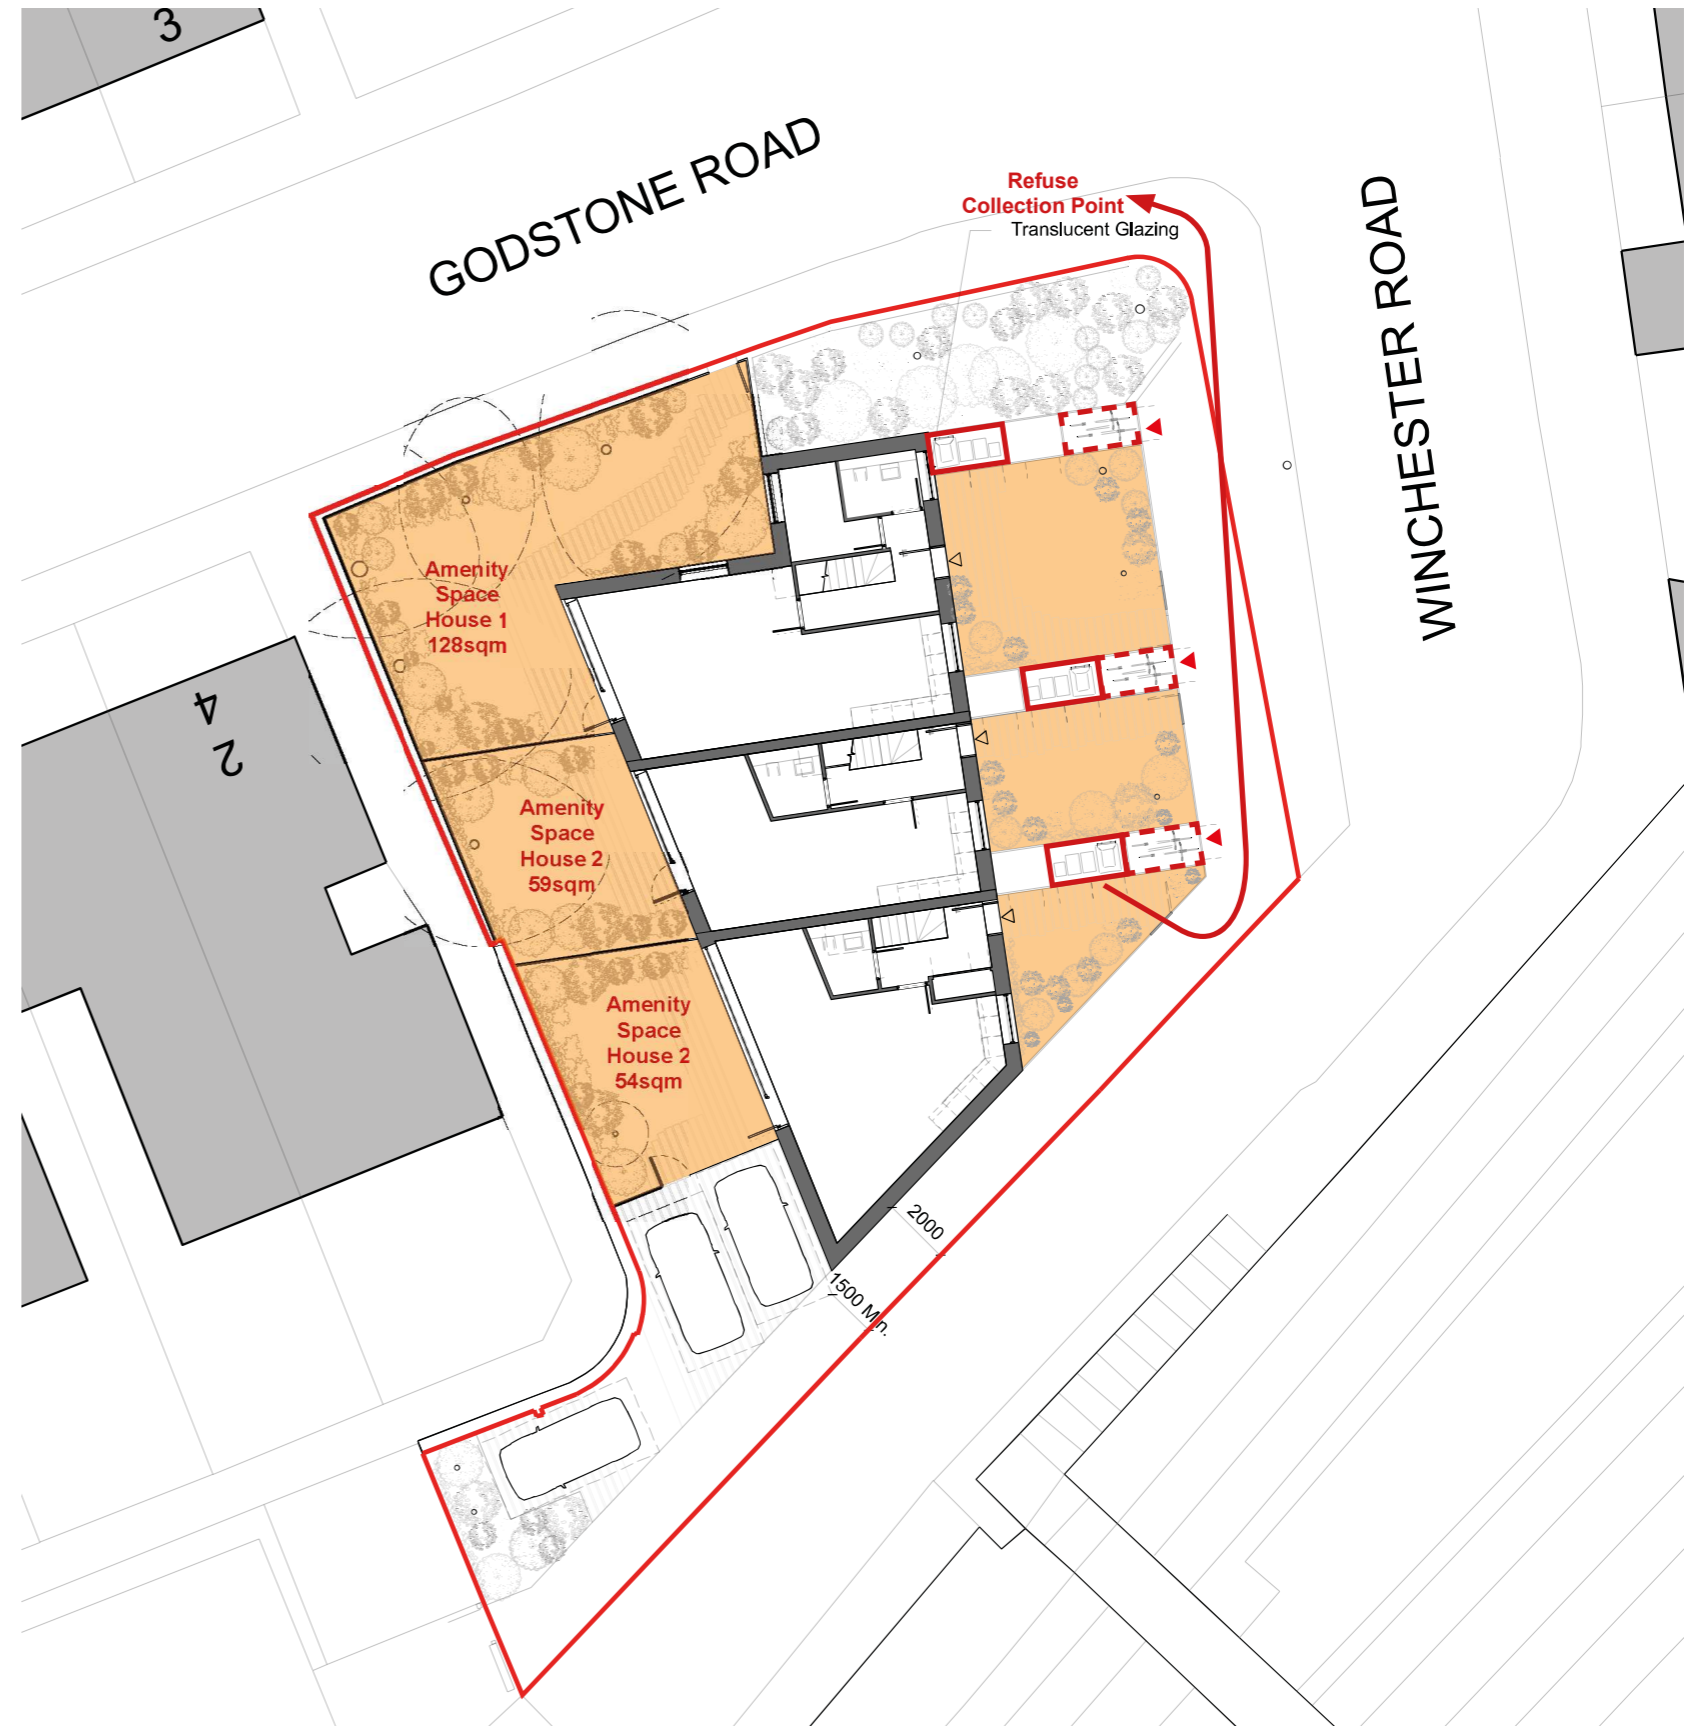 3
GODSTONE ROAD
Refuse
Collection Point
Translucent Glazing
WINCHESTER ROAD
Amenity
Space
House 1
128sqm
4
2
Amenity
Space
House 2
59sqm
Amenity
Space
House 2
54sqm
2000
1500 Min.